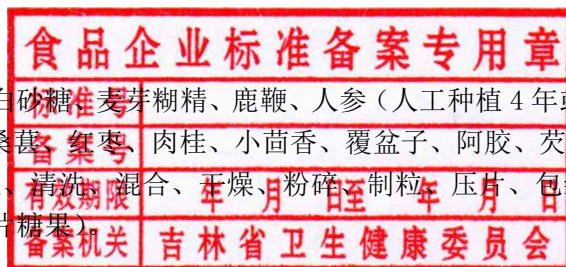 食品企业标准备案专用章
标准号
白砂糖、麦芽糊精、鹿鞭、人参（人工种植4年或
备案号
桑葚、红枣、肉桂、小茴香、覆盆子、阿胶、芡
有效期限 年 月 日至 年 月 日
、清洗、混合、干燥、粉碎、制粒、压片、包
片糖果）。
备案机关 吉林省卫生健康委员会